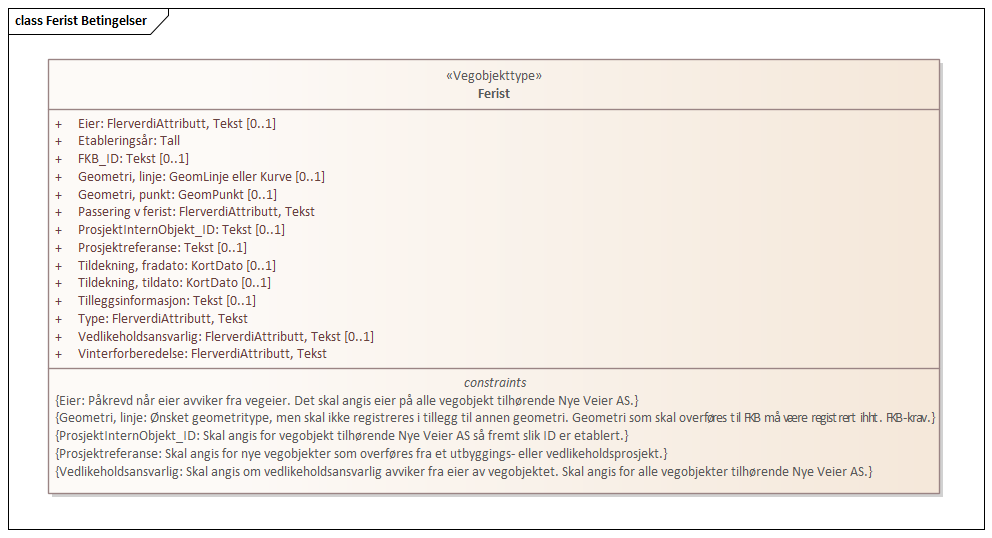 class Ferist Betingelser
«Vegobjekttype»
Ferist
+ Eier: FlerverdiAttributt, Tekst [0..1]
+ Etableringsår: Tall
+ FKB_ID: Tekst [0..1]
+ Geometri, linje: GeomLinje eller Kurve [0..1]
+ Geometri, punkt: GeomPunkt [0..1]
+ Passering v ferist: FlerverdiAttributt, Tekst
+ ProsjektInternObjekt_ID: Tekst [0..1]
+ Prosjektreferanse: Tekst [0..1]
+ Tildekning, fradato: KortDato [0..1]
+ Tildekning, tildato: KortDato [0..1]
+ Tilleggsinformasjon: Tekst [0..1]
+ Type: FlerverdiAttributt, Tekst
+ Vedlikeholdsansvarlig: FlerverdiAttributt, Tekst [0..1]
+ Vinterforberedelse: FlerverdiAttributt, Tekst
constraints
{Eier: Påkrevd når eier avviker fra vegeier. Det skal angis eier på alle vegobjekt tilhørende Nye Veier AS.}
{Geometri, linje: Ønsket geometritype, men skal ikke registreres i tillegg til annen geometri. Geometri som skal overføres til FKB må være registrert ihht. FKB-krav.}
{ProsjektInternObjekt_ID: Skal angis for vegobjekt tilhørende Nye Veier AS så fremt slik ID er etablert.}
{Prosjektreferanse: Skal angis for nye vegobjekter som overføres fra et utbyggings- eller vedlikeholdsprosjekt.}
{Vedlikeholdsansvarlig: Skal angis om vedlikeholdsansvarlig avviker fra eier av vegobjektet. Skal angis for alle vegobjekter tilhørende Nye Veier AS.}